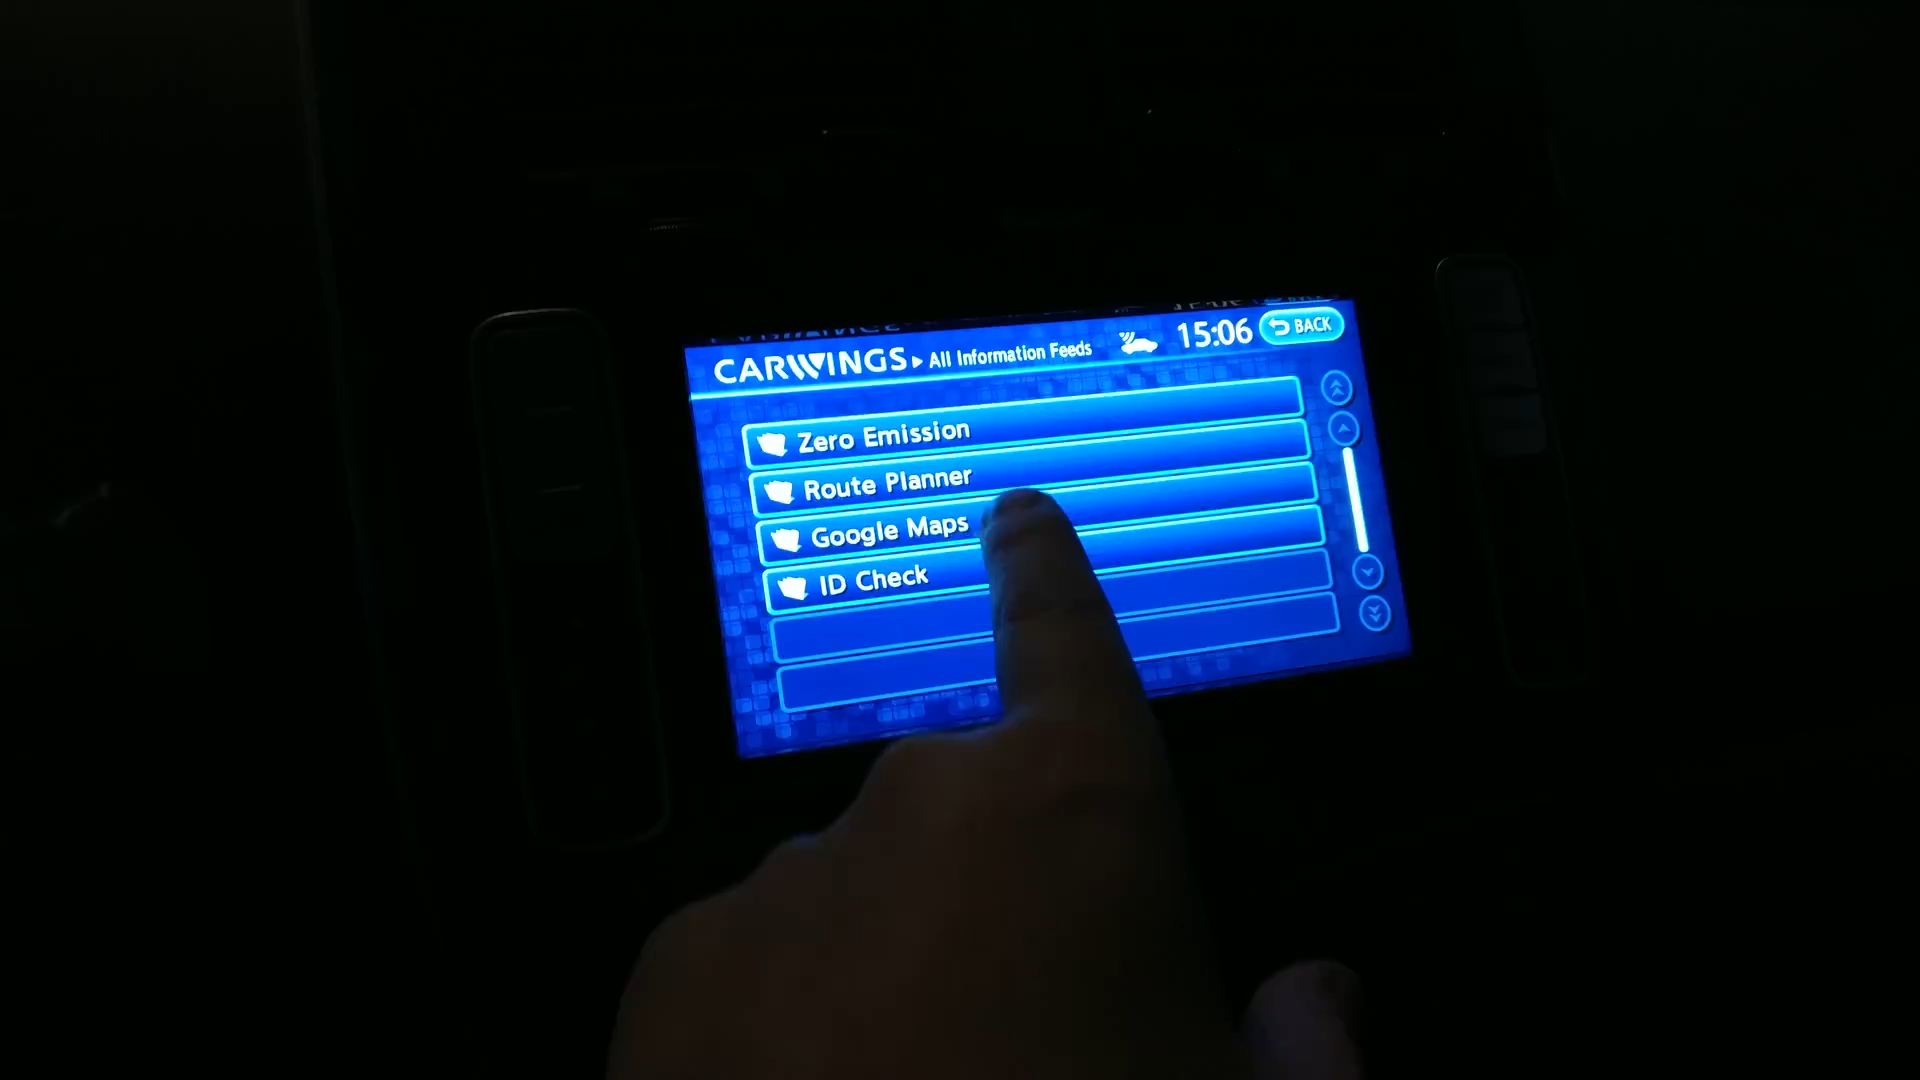 CARWINGS All Information Feeds 15:06 BACK
Zero Emission
Route Planner
Google Maps
ID Check